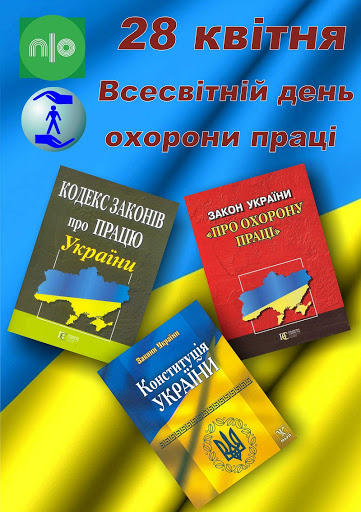 п|о
28 квітня
Всесвітній день
охорони праці
КОДЕКС ЗАКОНІВ
про ПРАЦЮ
України
ЗАКОН УКРАЇНИ
«ПРО ОХОРОНУ
ПРАЦІ»
Закони України
Конституція
УКРАЇНИ